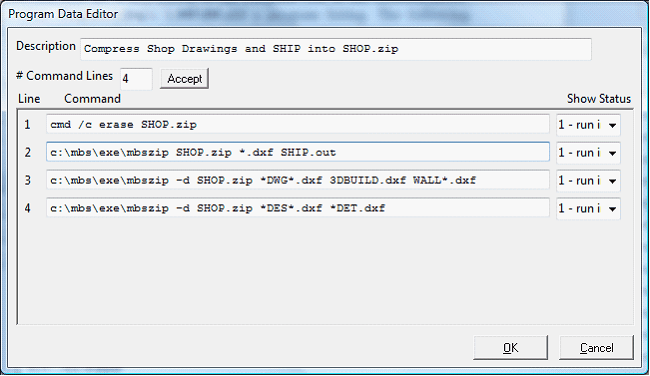 Program Data Editor
Description Compress Shop Drawings and SHIP into SHOP.zip
# Command Lines 4 Accept
Line Command Show Status
1 cmd /c erase SHOP.zip 1 - run i
2 c:\mbs\exe\mbszip SHOP.zip *.dxf SHIP.out 1 - run i
3 c:\mbs\exe\mbszip -d SHOP.zip *DWG*.dxf 3DBUILD.dxf WALL*.dxf 1 - run i
4 c:\mbs\exe\mbszip -d SHOP.zip *DES*.dxf *DET.dxf 1 - run i
OK Cancel